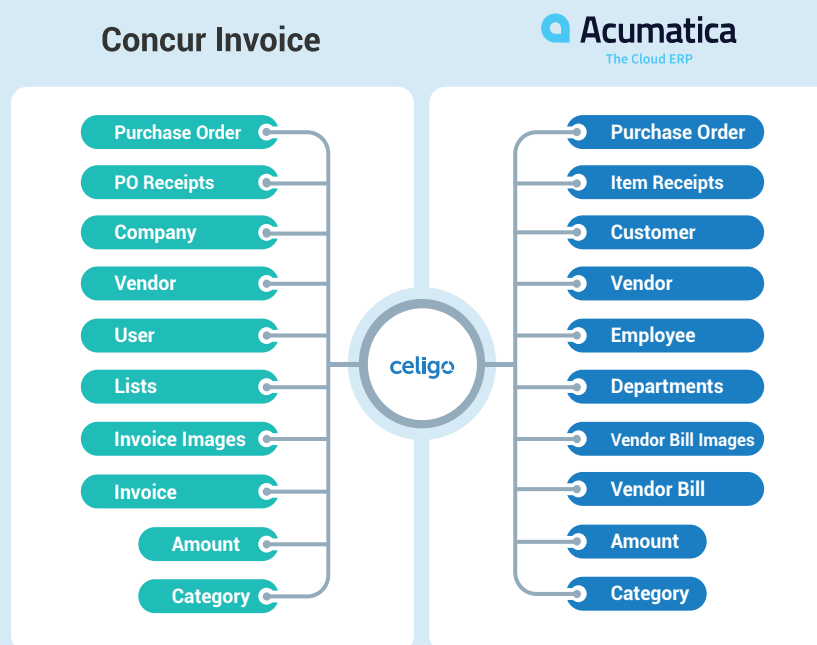 Concur Invoice
Acumatica
The Cloud ERP
Purchase Order
PO Receipts
Company
Vendor
User
Lists
Invoice Images
Invoice
Amount
Category
celigo
Purchase Order
Item Receipts
Customer
Vendor
Employee
Departments
Vendor Bill Images
Vendor Bill
Amount
Category